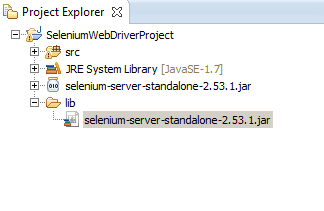 Project Explorer
SeleniumWebDriverProject
src
JRE System Library [JavaSE-1.7]
selenium-server-standalone-2.53.1.jar
lib
selenium-server-standalone-2.53.1.jar